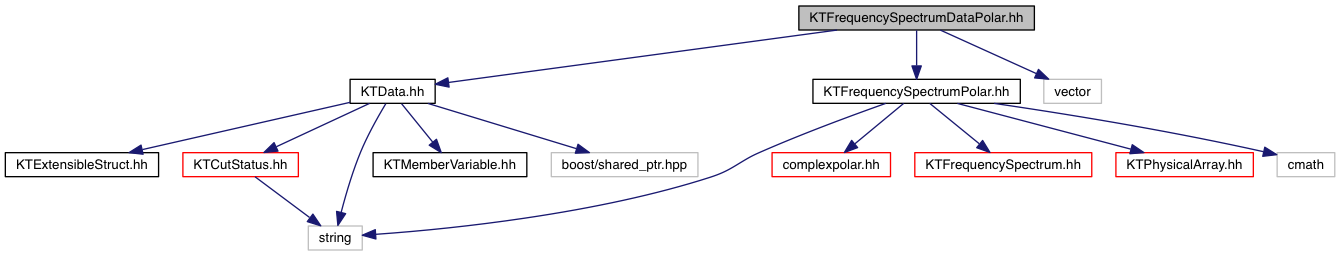 KTFrequencySpectrumDataPolar.hh
KTData.hh
KTFrequencySpectrumPolar.hh
vector
KTExtensibleStruct.hh
KTCutStatus.hh
KTMemberVariable.hh
boost/shared_ptr.hpp
complexpolar.hh
KTFrequencySpectrum.hh
KTPhysicalArray.hh
cmath
string